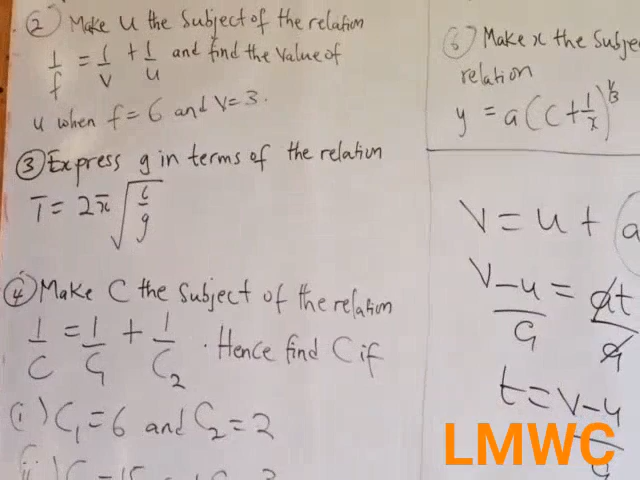 ② Make u the Subject of the relation
1/f = 1/v + 1/u and find the value of
u when f = 6 and v = 3.
③ Express g in terms of the relation
T = 2π√(l/g)
④ Make C the subject of the relation
1/C = 1/C₁ + 1/C₂ . Hence find C if
(i) C₁ = 6 and C₂ = 2
Make x the Subje
relation
y = a(c + 1/x)^1/3
V = u + a
V - u / a = at / a
t = v - u / a
LMWC